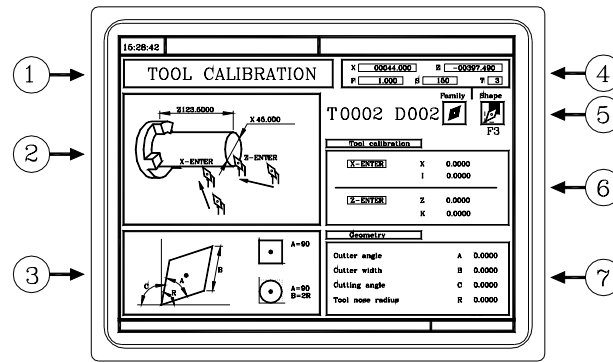 15:28:42
TOOL CALIBRATION
X 00044.000 Z -00397.490
F 1.000 S 150 T 3
T0002 D002
Family
Shape
F3
Z123.5000
X 45.000
X-ENTER
Z-ENTER
Tool calibration
X-ENTER X 0.0000
I 0.0000
Z-ENTER Z 0.0000
K 0.0000
C
A
R
B
A=90
A=90
B=2R
Geometry
Cutter angle A 0.0000
Cutter width B 0.0000
Cutting angle C 0.0000
Tool nose radius R 0.0000
1
2
3
4
5
6
7